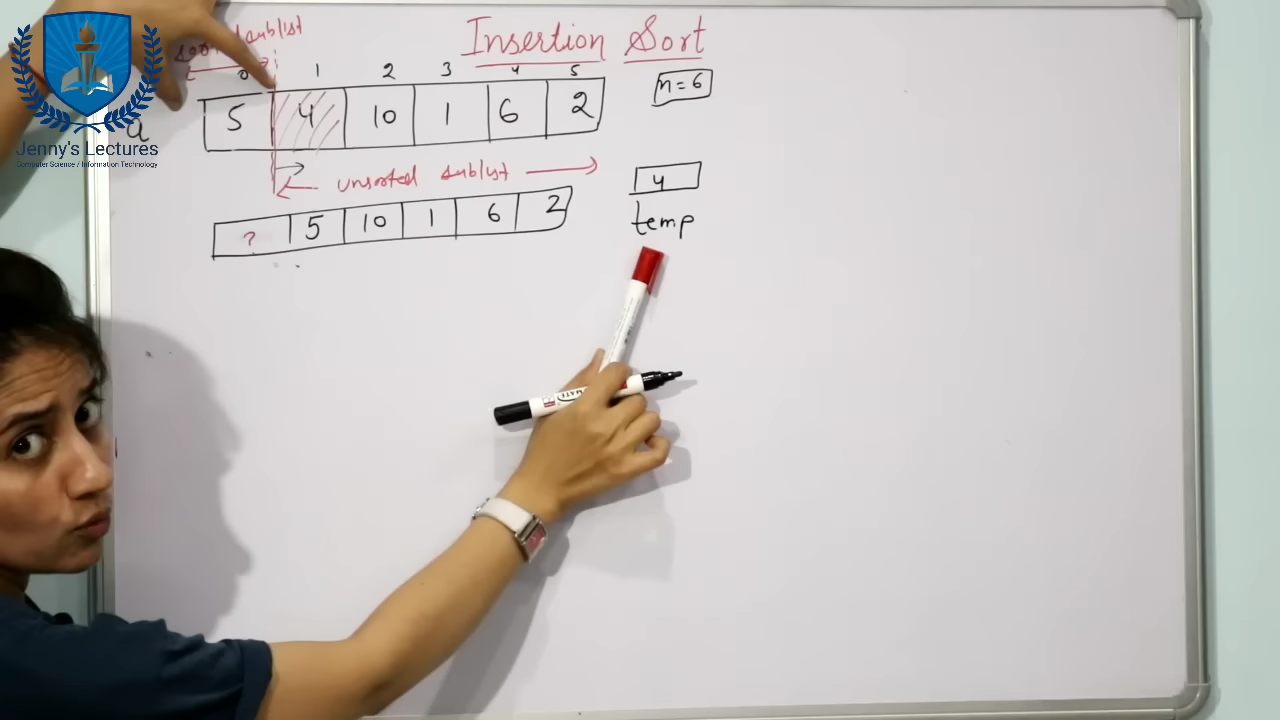 sublist
Insertion Sort
0 1 2 3 4 5
n=6
5 4 10 1 6 2
a
Jenny's Lectures
Computer Science / Information Technology
unsorted sublist
4
temp
? 5 10 1 6 2